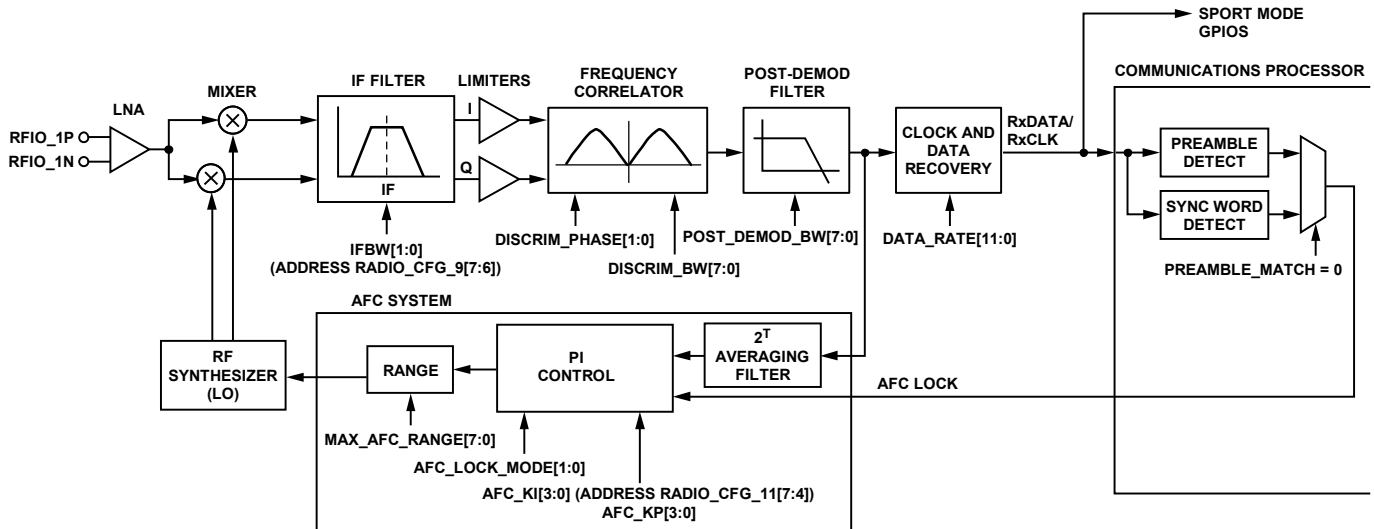 SPORT MODE
GPIOS
COMMUNICATIONS PROCESSOR
LNA
RFIO_1P
RFIO_1N
MIXER
IF FILTER
IF
LIMITERS
I
Q
FREQUENCY
CORRELATOR
POST-DEMOD
FILTER
CLOCK AND
DATA
RECOVERY
RxDATA/
RxCLK
PREAMBLE
DETECT
SYNC WORD
DETECT
PREAMBLE_MATCH = 0
IFBW[1:0]
(ADDRESS RADIO_CFG_9[7:6])
DISCRIM_PHASE[1:0]
DISCRIM_BW[7:0]
POST_DEMOD_BW[7:0]
DATA_RATE[11:0]
AFC SYSTEM
RF
SYNTHESIZER
(LO)
RANGE
PI
CONTROL
2T
AVERAGING
FILTER
AFC LOCK
MAX_AFC_RANGE[7:0]
AFC_LOCK_MODE[1:0]
AFC_KI[3:0] (ADDRESS RADIO_CFG_11[7:4])
AFC_KP[3:0]